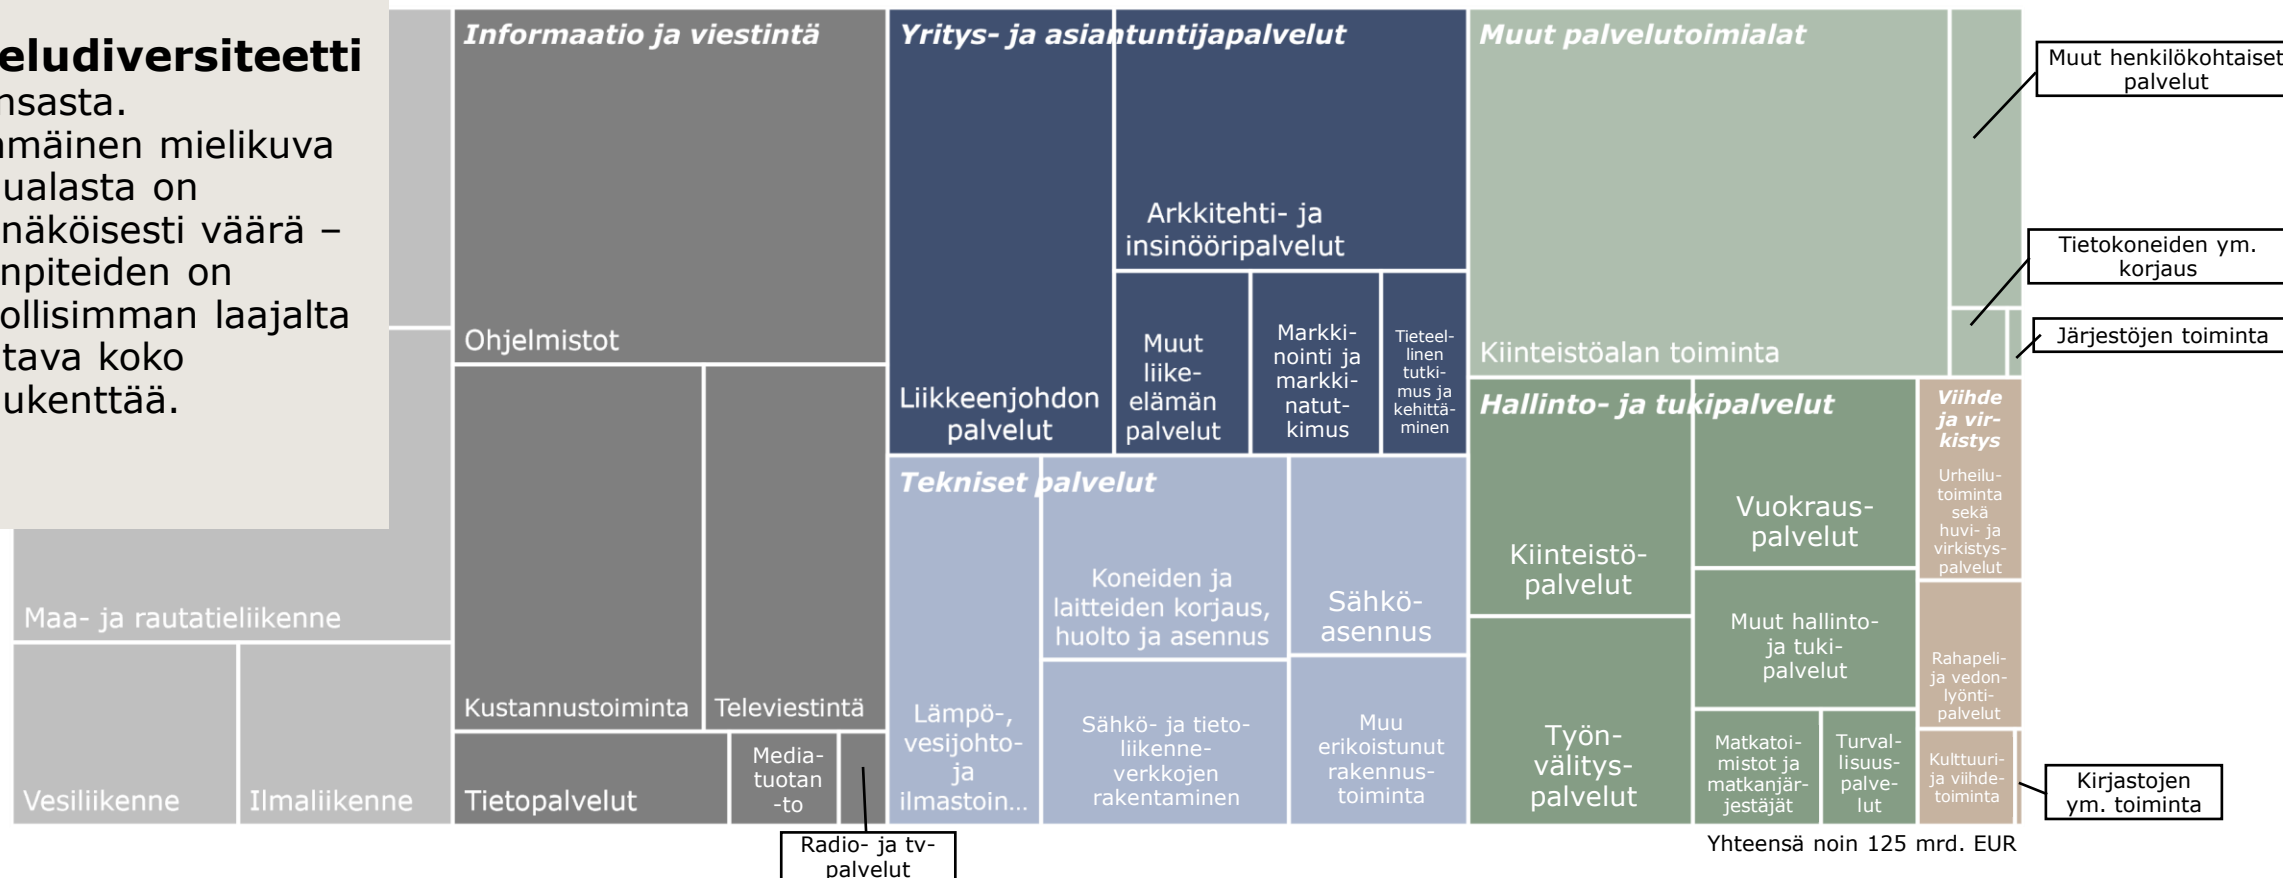 eludiversiteetti
nsasta.
mäinen mielikuva
ualasta on
näköisesti väärä –
npiteiden on
ollisimman laajalta
tava koko
ukenttää.
Maa- ja rautatieliikenne
Vesiliikenne
Ilmaliikenne
Informaatio ja viestintä
Ohjelmistot
Kustannustoiminta
Televiestintä
Tietopalvelut
Media-
tuotan
-to
Radio- ja tv-
palvelut
Yritys- ja asiantuntijapalvelut
Liikkeenjohdon
palvelut
Arkkitehti- ja
insinööripalvelut
Muut
liike-
elämän
palvelut
Markki-
nointi ja
markki-
natut-
kimus
Tieteel-
linen
tutki-
mus ja
kehittä-
minen
Tekniset palvelut
Lämpö-,
vesijohto-
ja
ilmastoin...
Koneiden ja
laitteiden korjaus,
huolto ja asennus
Sähkö-
asennus
Sähkö- ja tieto-
liikenne-
verkkojen
rakentaminen
Muu
erikoistunut
rakennus-
toiminta
Muut palvelutoimialat
Kiinteistöalan toiminta
Muut henkilökohtaiset
palvelut
Tietokoneiden ym.
korjaus
Järjestöjen toiminta
Hallinto- ja tukipalvelut
Kiinteistö-
palvelut
Vuokraus-
palvelut
Työn-
välitys-
palvelut
Muut hallinto-
ja tuki-
palvelut
Matkatoi-
mistot ja
matkanjär-
jestäjät
Turval-
lisuus-
palve-
lut
Viihde
ja vir-
kistys
Urheilu-
toiminta
sekä
huvi- ja
virkistys-
palvelut
Rahapeli-
ja vedon-
lyönti-
palvelut
Kulttuuri-
ja viihde-
toiminta
Kirjastojen
ym. toiminta
Yhteensä noin 125 mrd. EUR